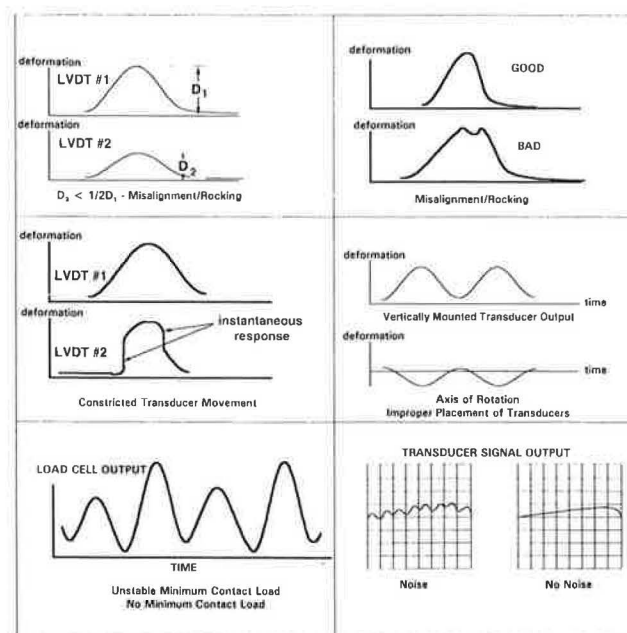 deformation
LVDT #1
D1
LVDT #2
D2
D2 < 1/2D1 - Misalignment/Rocking
deformation
GOOD
deformation
BAD
Misalignment/Rocking
deformation
LVDT #1
deformation
LVDT #2
instantaneous
response
Constricted Transducer Movement
deformation
time
Vertically Mounted Transducer Output
deformation
time
Axis of Rotation
Improper Placement of Transducers
LOAD CELL OUTPUT
TIME
Unstable Minimum Contact Load
No Minimum Contact Load
TRANSDUCER SIGNAL OUTPUT
Noise
No Noise